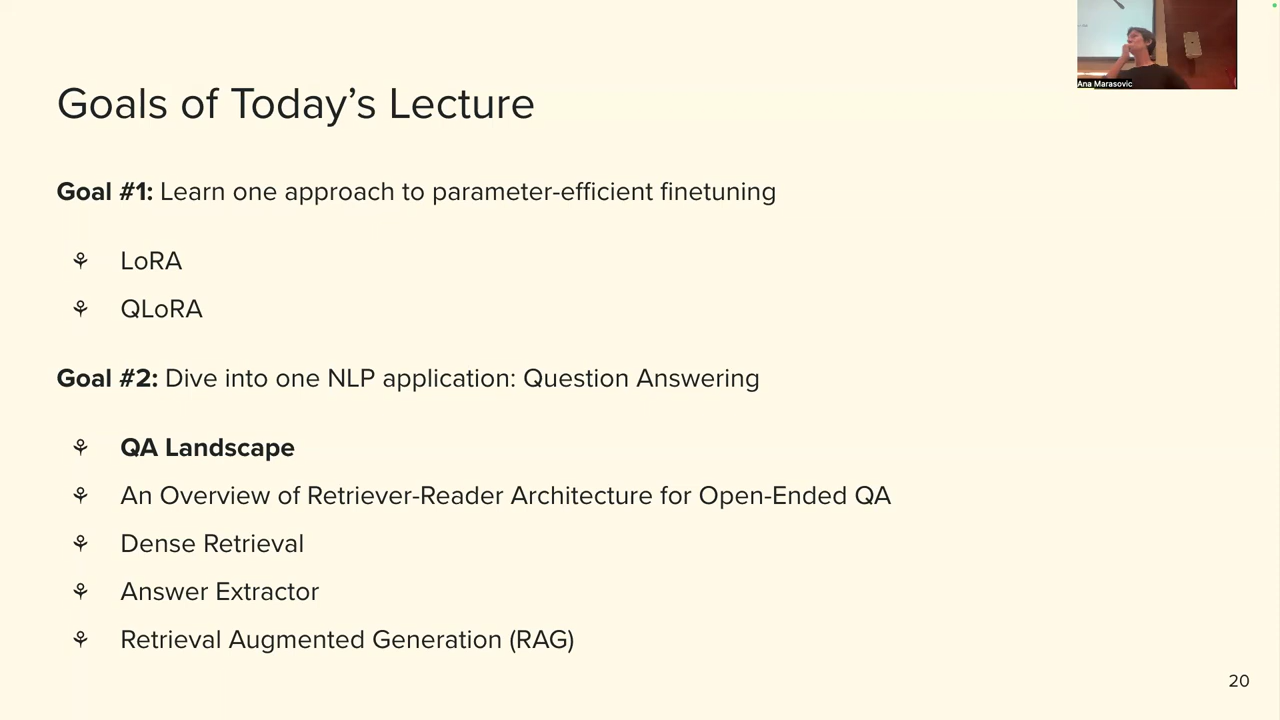 Ana Marasovic
Goals of Today's Lecture
Goal #1: Learn one approach to parameter-efficient finetuning
LoRA
QLoRA
Goal #2: Dive into one NLP application: Question Answering
QA Landscape
An Overview of Retriever-Reader Architecture for Open-Ended QA
Dense Retrieval
Answer Extractor
Retrieval Augmented Generation (RAG)
20